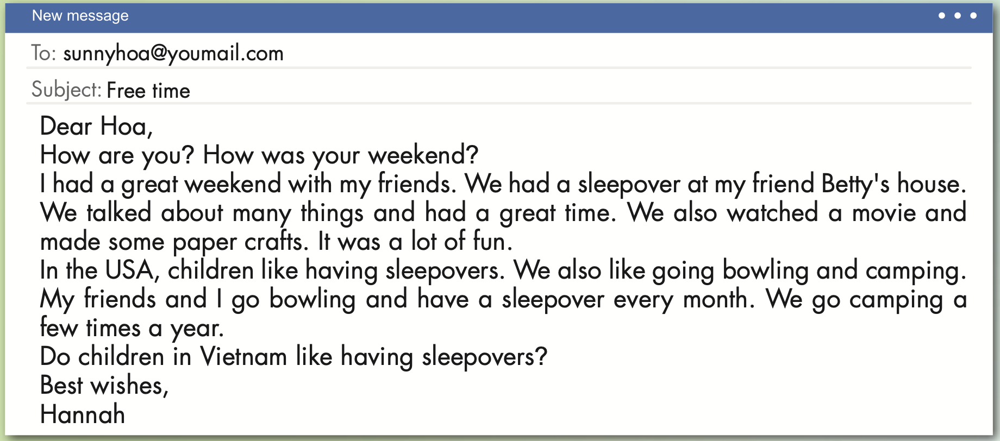 New message
To: sunnyhoa@youmail.com
Subject: Free time
Dear Hoa,
How are you? How was your weekend?
I had a great weekend with my friends. We had a sleepover at my friend Betty's house.
We talked about many things and had a great time. We also watched a movie and
made some paper crafts. It was a lot of fun.
In the USA, children like having sleepovers. We also like going bowling and camping.
My friends and I go bowling and have a sleepover every month. We go camping a
few times a year.
Do children in Vietnam like having sleepovers?
Best wishes,
Hannah